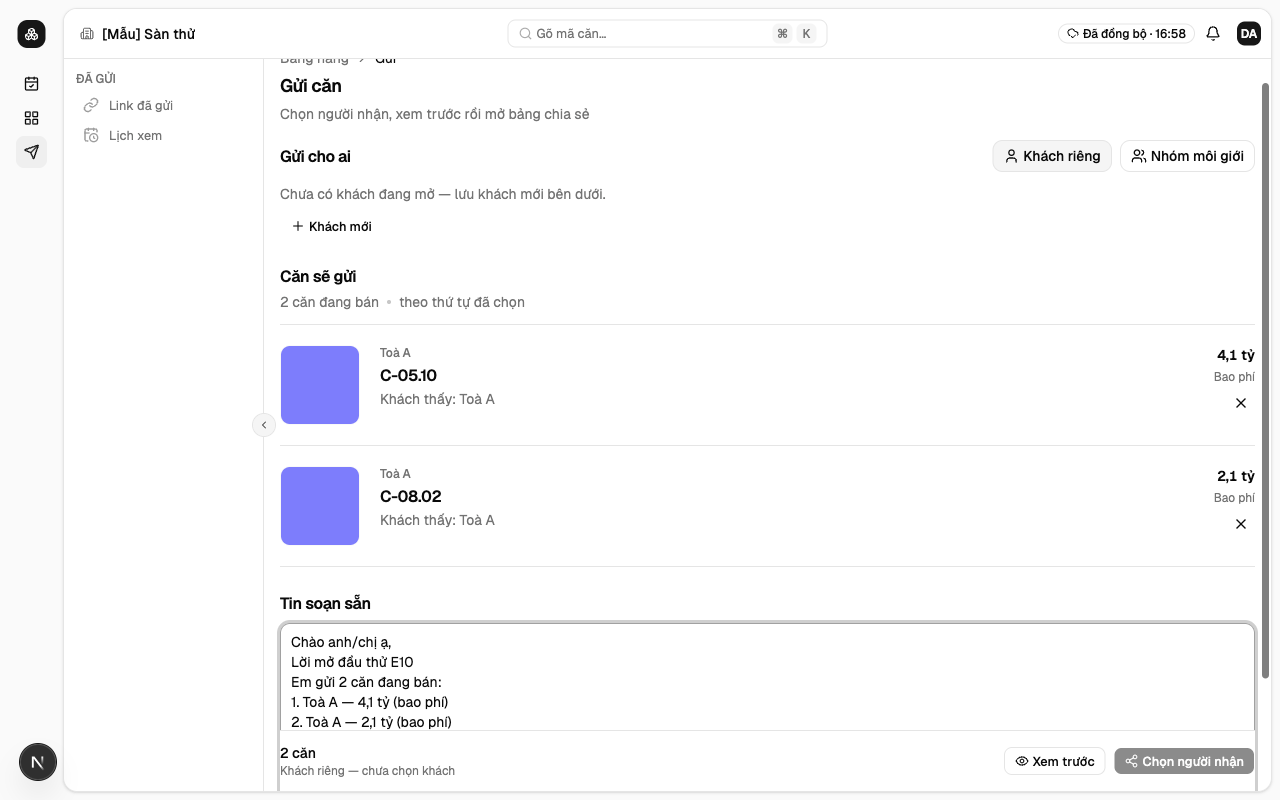 [Mẫu] Sàn thử
Gõ mã căn...
⌘ K
Đã đồng bộ · 16:58
DA
ĐÃ GỬI
Link đã gửi
Lịch xem
Bảng hàng > Gửi
Gửi căn
Chọn người nhận, xem trước rồi mở bảng chia sẻ
Gửi cho ai
Khách riêng
Nhóm môi giới
Chưa có khách đang mở — lưu khách mới bên dưới.
+ Khách mới
Căn sẽ gửi
2 căn đang bán • theo thứ tự đã chọn
Toà A
4,1 tỷ
C-05.10
Bao phí
Khách thấy: Toà A
Toà A
2,1 tỷ
C-08.02
Bao phí
Khách thấy: Toà A
Tin soạn sẵn
Chào anh/chị ạ,
Lời mở đầu thử E10
Em gửi 2 căn đang bán:
1. Toà A — 4,1 tỷ (bao phí)
2. Toà A — 2,1 tỷ (bao phí)
2 căn
Khách riêng — chưa chọn khách
Xem trước
Chọn người nhận
N